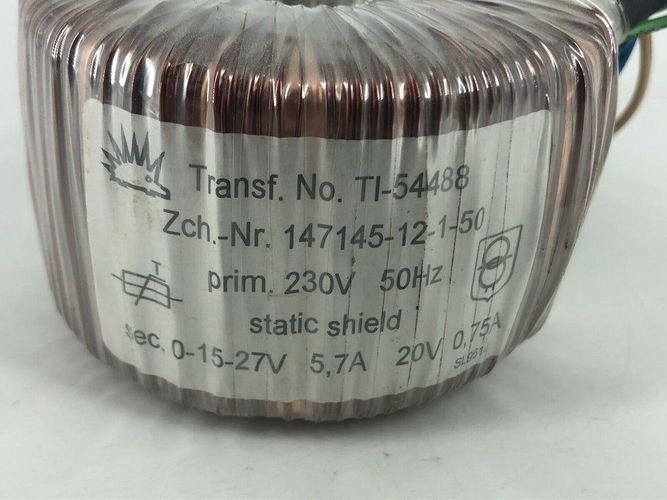 Transf. No. TI-54488
Zch.-Nr. 147145-12-1-50
T
prim. 230V 50Hz
static shield
sec. 0-15-27V 5,7A 20V 0,75A